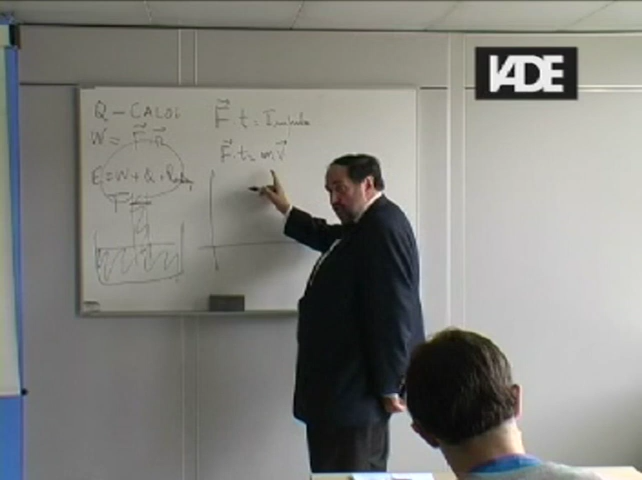 IADE
Q – CALOR
W = F⃗ · R⃗
E = W + Q +
F⃗ · t = Impulso
F⃗ · t = m v⃗
F